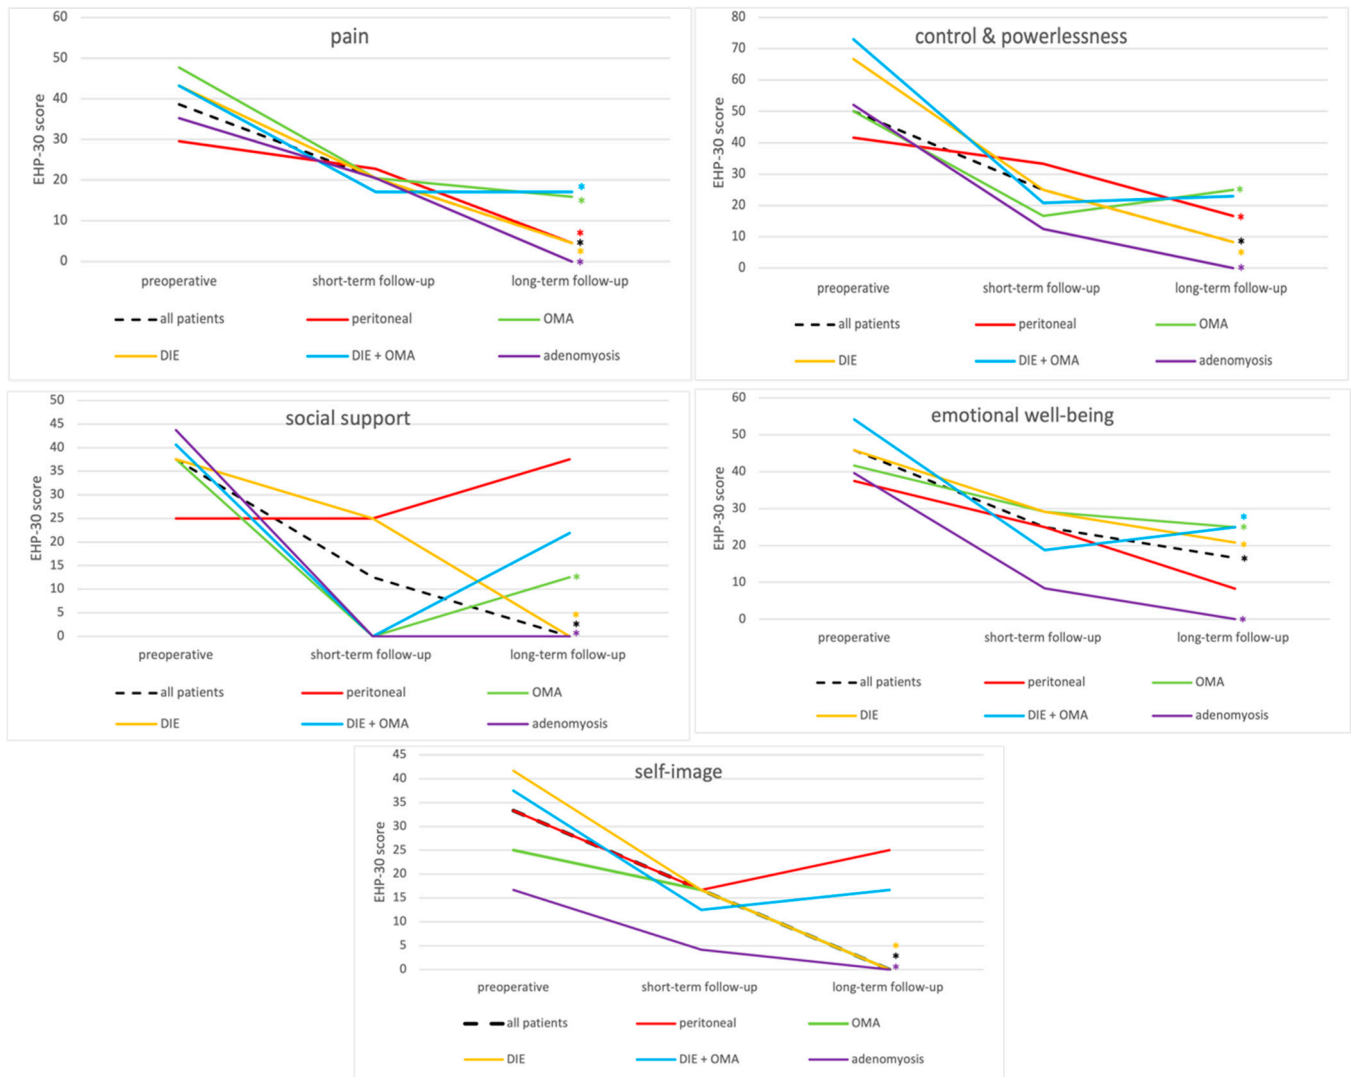 pain
EHP-30 score
60
50
40
30
20
10
0
preoperative short-term follow-up long-term follow-up
all patients peritoneal OMA
DIE DIE + OMA adenomyosis
control & powerlessness
EHP-30 score
80
70
60
50
40
30
20
10
0
preoperative short-term follow-up long-term follow-up
all patients peritoneal OMA
DIE DIE + OMA adenomyosis
social support
EHP-30 score
50
45
40
35
30
25
20
15
10
5
0
preoperative short-term follow-up long-term follow-up
all patients peritoneal OMA
DIE DIE + OMA adenomyosis
emotional well-being
EHP-30 score
60
50
40
30
20
10
0
preoperative short-term follow-up long-term follow-up
all patients peritoneal OMA
DIE DIE + OMA adenomyosis
self-image
EHP-30 score
45
40
35
30
25
20
15
10
5
0
preoperative short-term follow-up long-term follow-up
all patients peritoneal OMA
DIE DIE + OMA adenomyosis